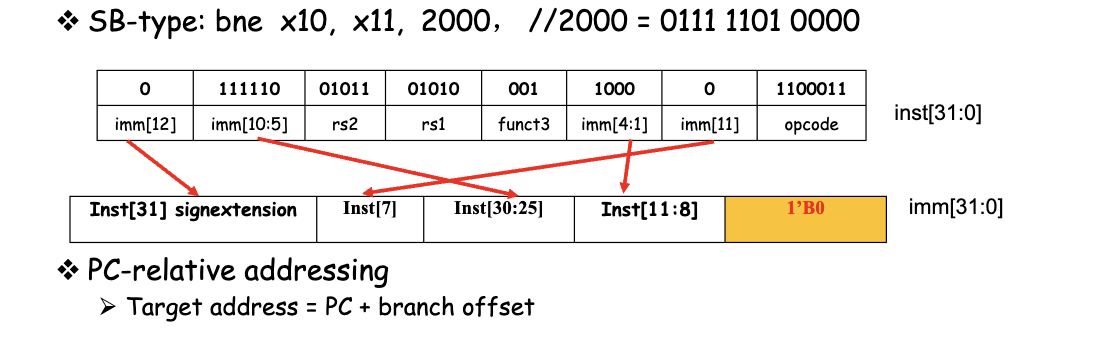 ❖ SB-type: bne x10, x11, 2000， //2000 = 0111 1101 0000
0 111110 01011 01010 001 1000 0 1100011
imm[12] imm[10:5] rs2 rs1 funct3 imm[4:1] imm[11] opcode
inst[31:0]
Inst[31] signextension Inst[7] Inst[30:25] Inst[11:8] 1’B0
imm[31:0]
❖ PC-relative addressing
➢ Target address = PC + branch offset